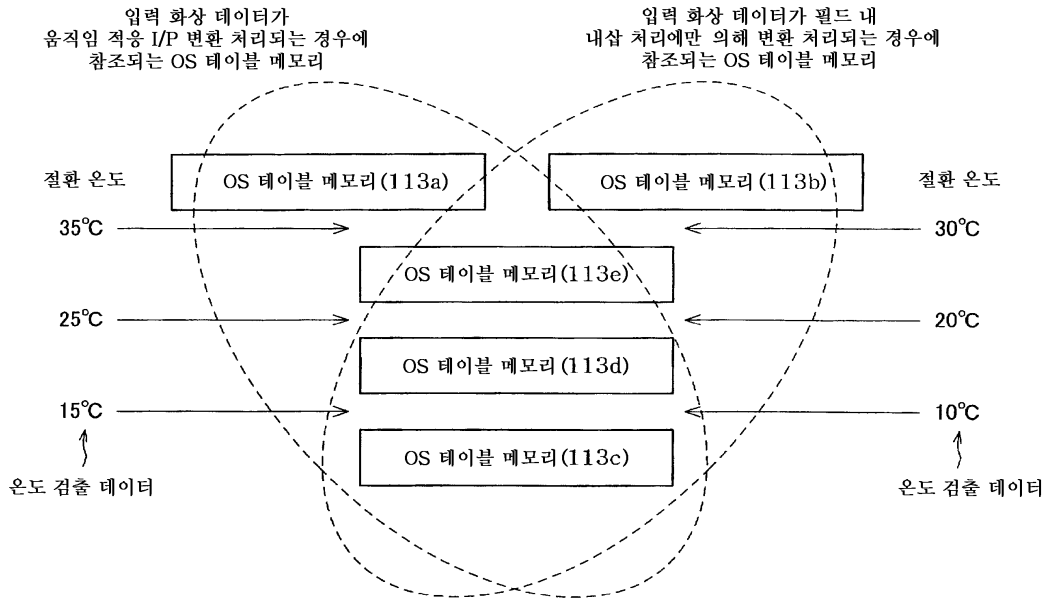 입력 화상 데이터가
움직임 적응 I/P 변환 처리되는 경우에
참조되는 OS 테이블 메모리
입력 화상 데이터가 필드 내
내삽 처리에만 의해 변환 처리되는 경우에
참조되는 OS 테이블 메모리
절환 온도
OS 테이블 메모리(113a)
OS 테이블 메모리(113b)
절환 온도
35℃
30℃
OS 테이블 메모리(113e)
25℃
20℃
OS 테이블 메모리(113d)
15℃
10℃
OS 테이블 메모리(113c)
온도 검출 데이터
온도 검출 데이터